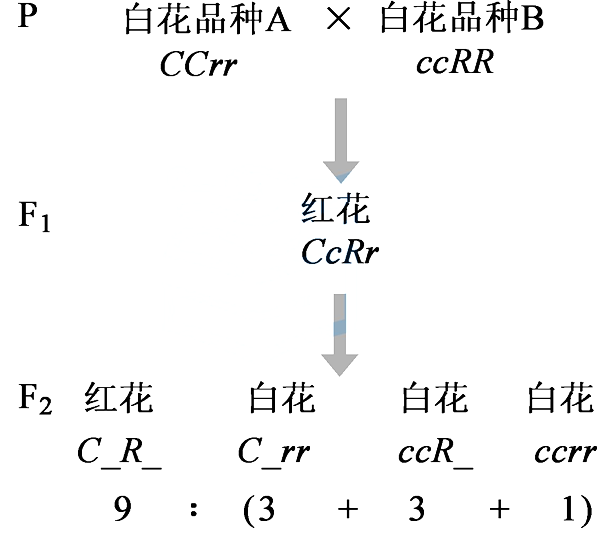 P 白花品种A × 白花品种B
CCrr ccRR
F₁ 红花
CcRr
F₂ 红花 白花 白花 白花
C_R_ C_rr ccR_ ccrr
9 : (3 + 3 + 1)